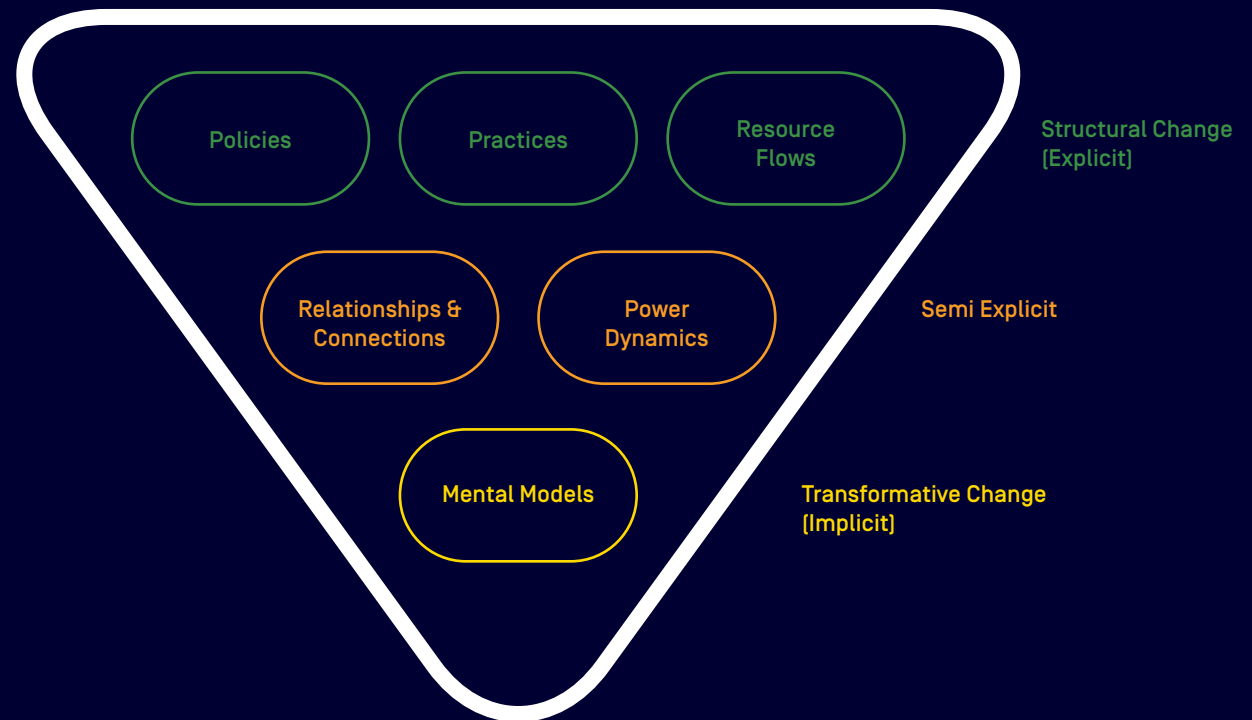 Policies
Practices
Resource
Flows
Structural Change
(Explicit)
Relationships &
Connections
Power
Dynamics
Semi Explicit
Mental Models
Transformative Change
(Implicit)